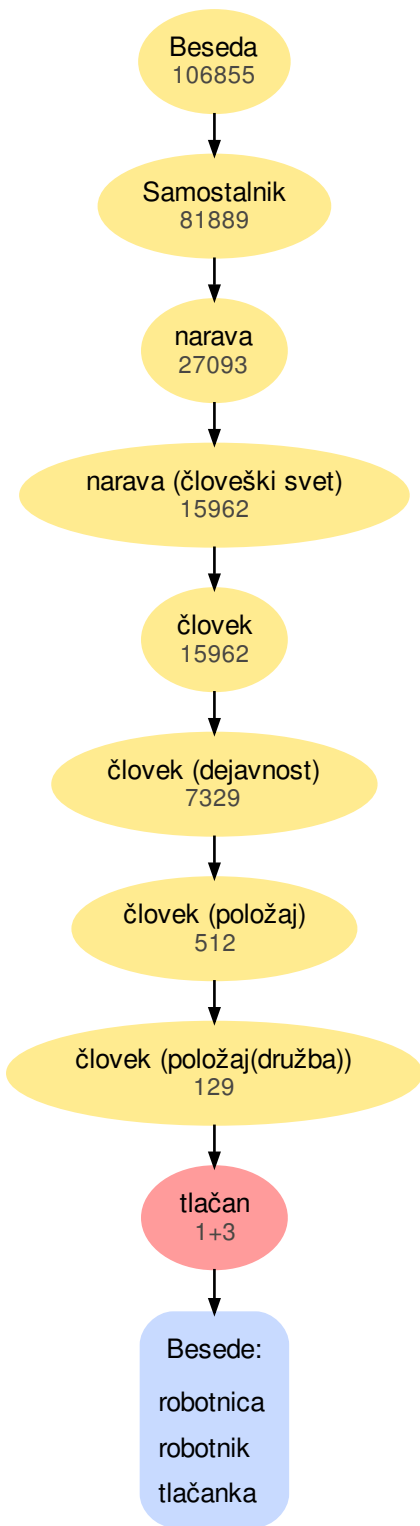 Beseda
106855
Samostalnik
81889
narava
27093
narava (človeški svet)
15962
človek
15962
človek (dejavnost)
7329
človek (položaj)
512
človek (položaj(družba))
129
tlačan
1+3
Besede:
robotnica
robotnik
tlačanka